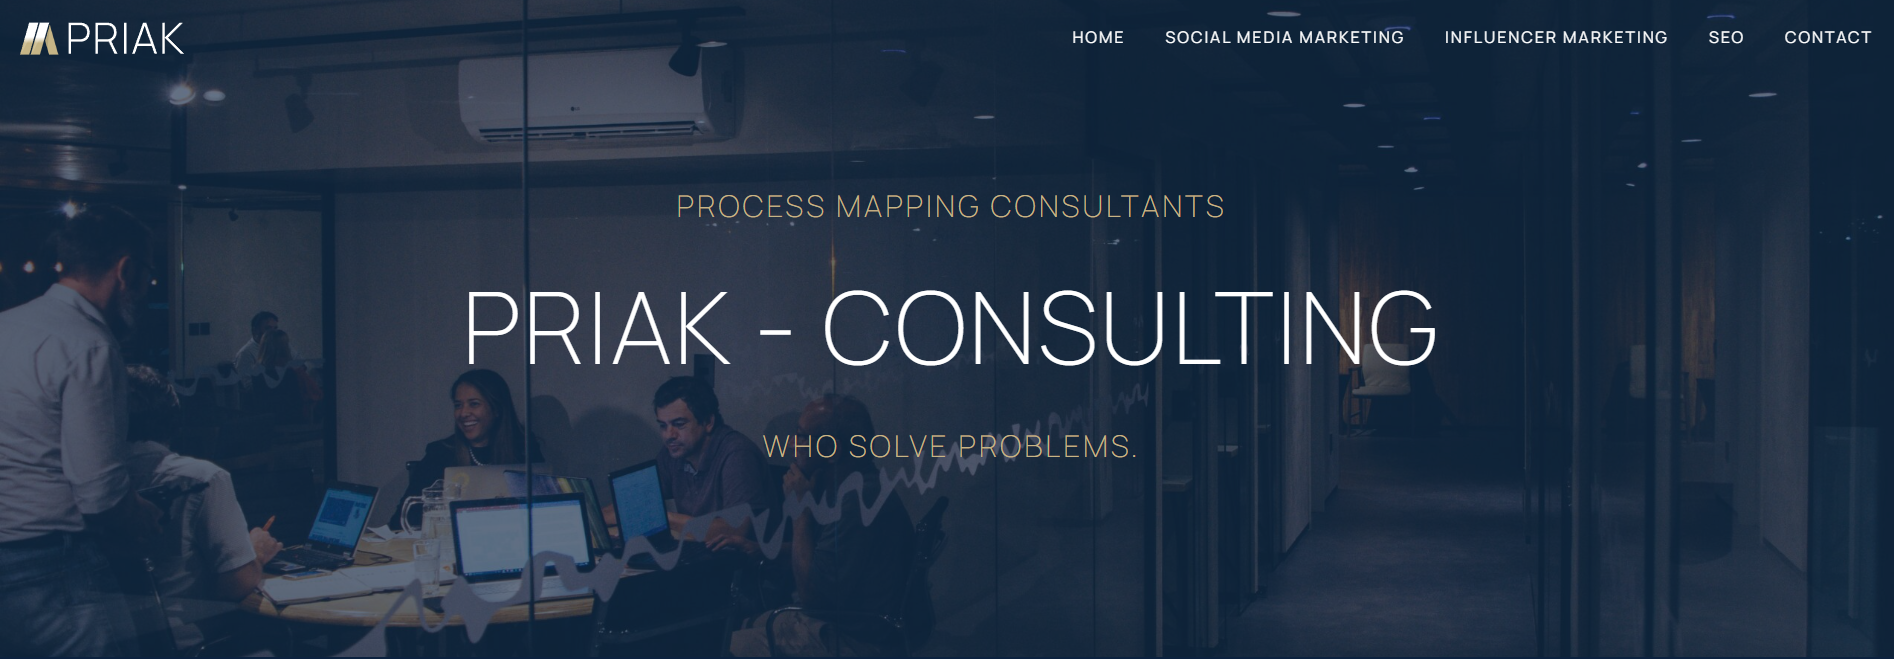 PRIAK
HOME SOCIAL MEDIA MARKETING INFLUENCER MARKETING SEO CONTACT
PROCESS MAPPING CONSULTANTS
PRIAK - CONSULTING
WHO SOLVE PROBLEMS.